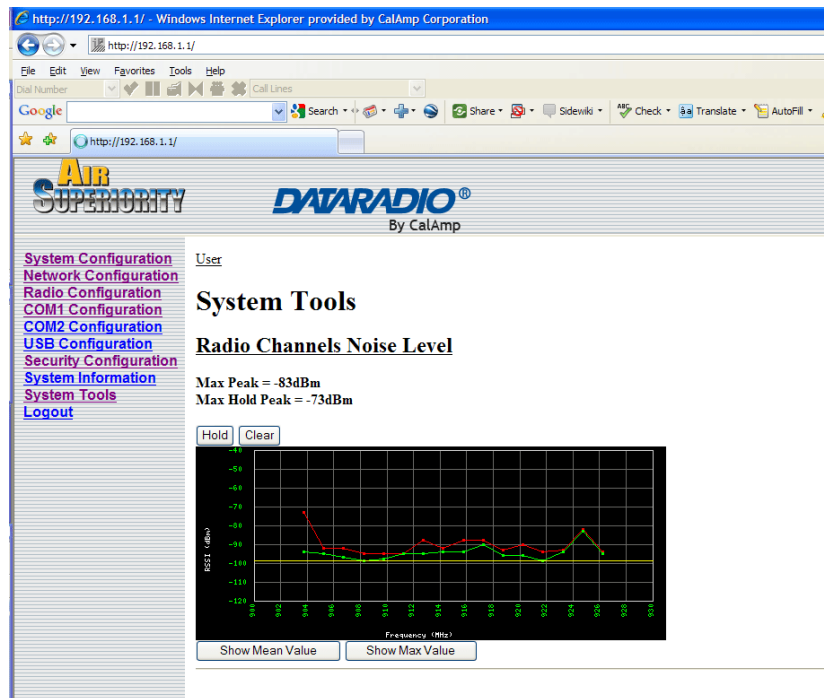 http://192.168.1.1/ - Windows Internet Explorer provided by CalAmp Corporation
http://192.168.1.1/
File Edit View Favorites Tools Help
Dial Number Call Lines
Google Search Share Sidewiki Check Translate AutoFill
http://192.168.1.1/
AIR SUPERIORITY
DATARADIO®
By CalAmp
System Configuration
Network Configuration
Radio Configuration
COM1 Configuration
COM2 Configuration
USB Configuration
Security Configuration
System Information
System Tools
Logout
User
System Tools
Radio Channels Noise Level
Max Peak = -83dBm
Max Hold Peak = -73dBm
Hold Clear
-40
-50
-60
-70
-80
-90
-100
-110
-120
RSSI (dBm)
900 902 904 906 908 910 912 914 916 918 920 922 924 926 928 930
Frequency (MHz)
Show Mean Value Show Max Value